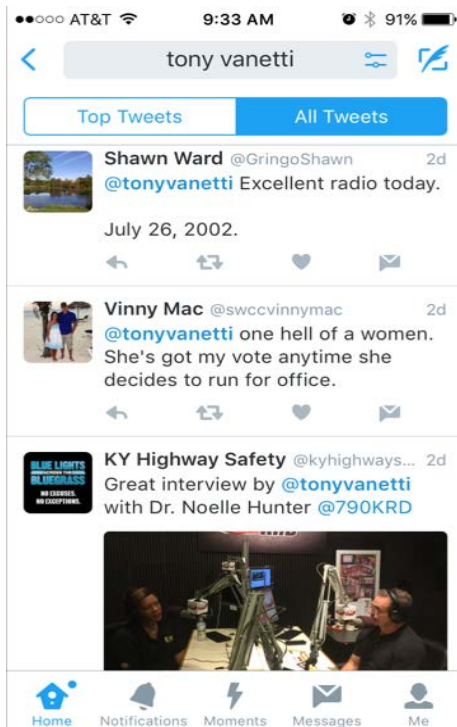 AT&T 9:33 AM 91%
tony vanetti
Top Tweets All Tweets
Shawn Ward @GringoShawn 2d
@tonyvanetti Excellent radio today.
July 26, 2002.
Vinny Mac @swccvinnymac 2d
@tonyvanetti one hell of a women.
She's got my vote anytime she
decides to run for office.
BLUE LIGHTS
ACROSS THE
BLUEGRASS
NO EXCUSES.
NO EXCEPTIONS.
KY Highway Safety @kyhighways... 2d
Great interview by @tonyvanetti
with Dr. Noelle Hunter @790KRD
Home Notifications Moments Messages Me